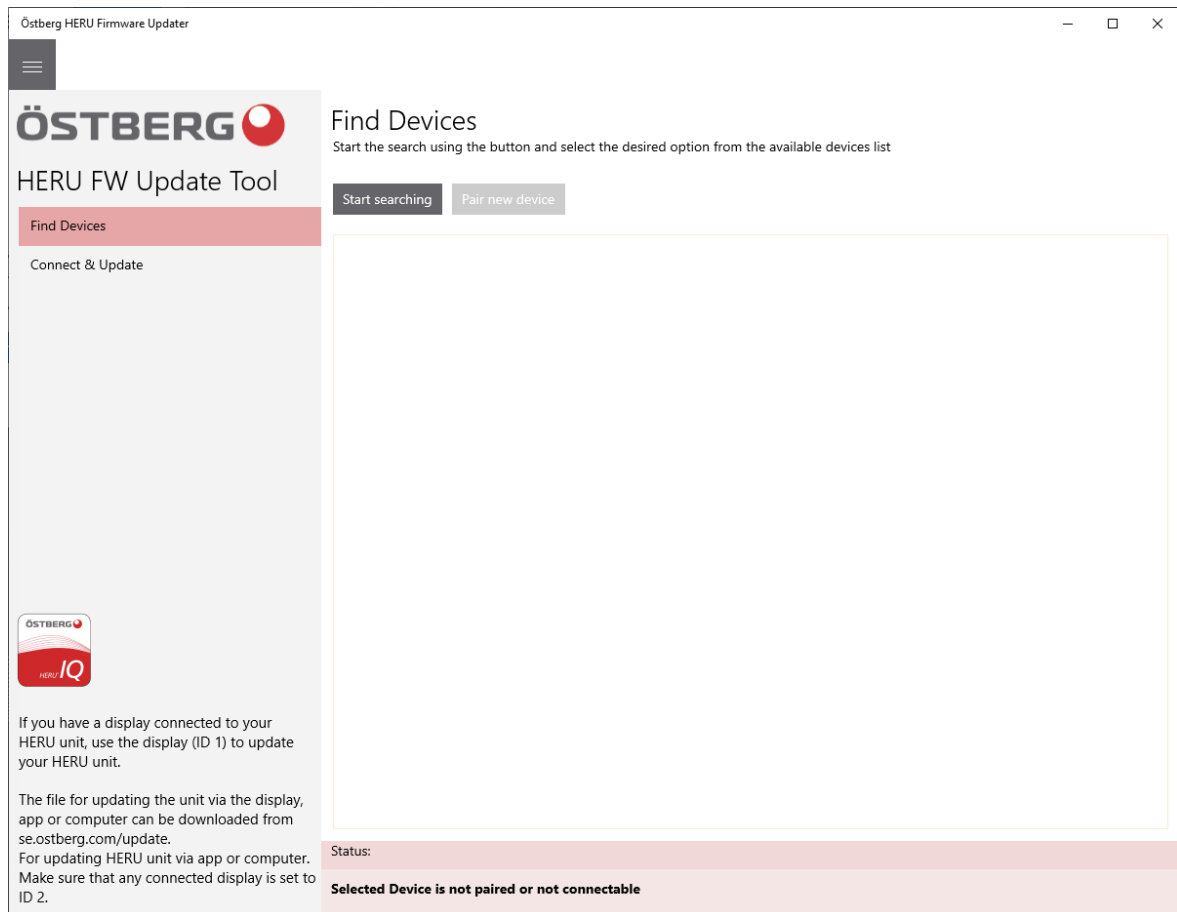 Östberg HERU Firmware Updater
ÖSTBERG
HERU FW Update Tool
Find Devices
Connect & Update
ÖSTBERG
HERU® IQ
If you have a display connected to your
HERU unit, use the display (ID 1) to update
your HERU unit.
The file for updating the unit via the display,
app or computer can be downloaded from
se.ostberg.com/update.
For updating HERU unit via app or computer.
Make sure that any connected display is set to
ID 2.
Find Devices
Start the search using the button and select the desired option from the available devices list
Start searching
Pair new device
Status:
Selected Device is not paired or not connectable